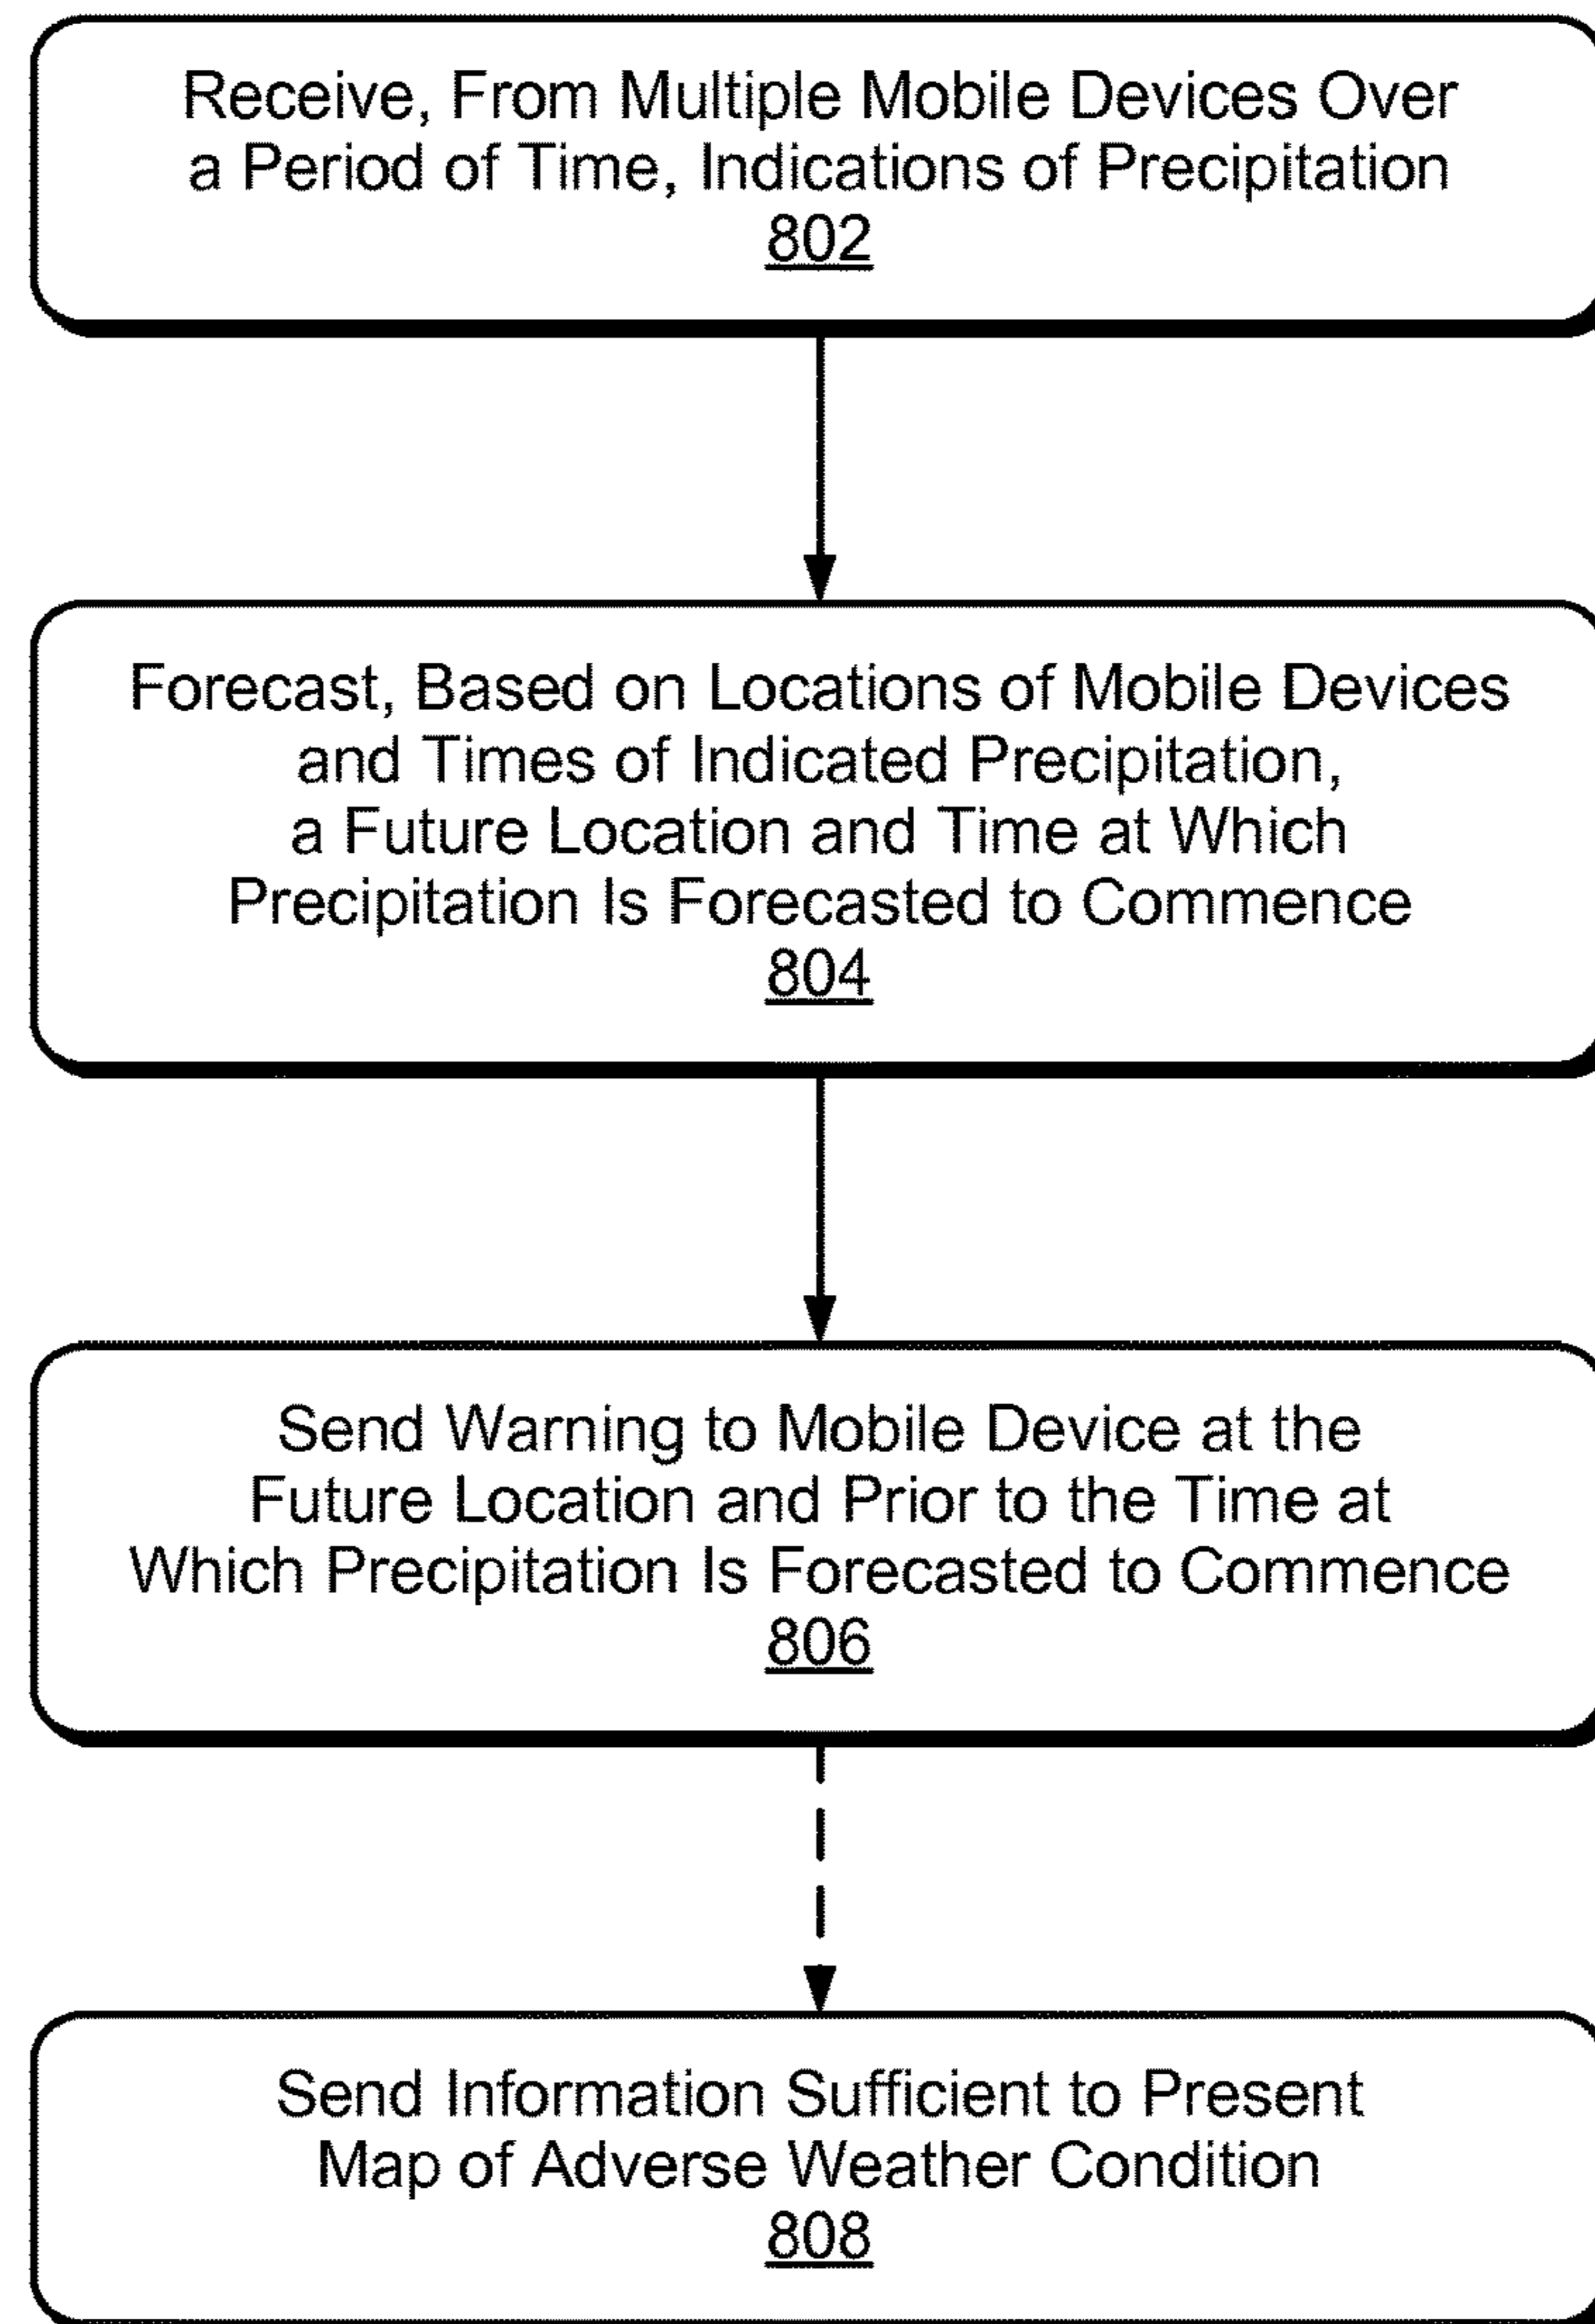 Receive, From Multiple Mobile Devices Over
a Period of Time, Indications of Precipitation
802
Forecast, Based on Locations of Mobile Devices
and Times of Indicated Precipitation,
a Future Location and Time at Which
Precipitation Is Forecasted to Commence
804
Send Warning to Mobile Device at the
Future Location and Prior to the Time at
Which Precipitation Is Forecasted to Commence
806
Send Information Sufficient to Present
Map of Adverse Weather Condition
808